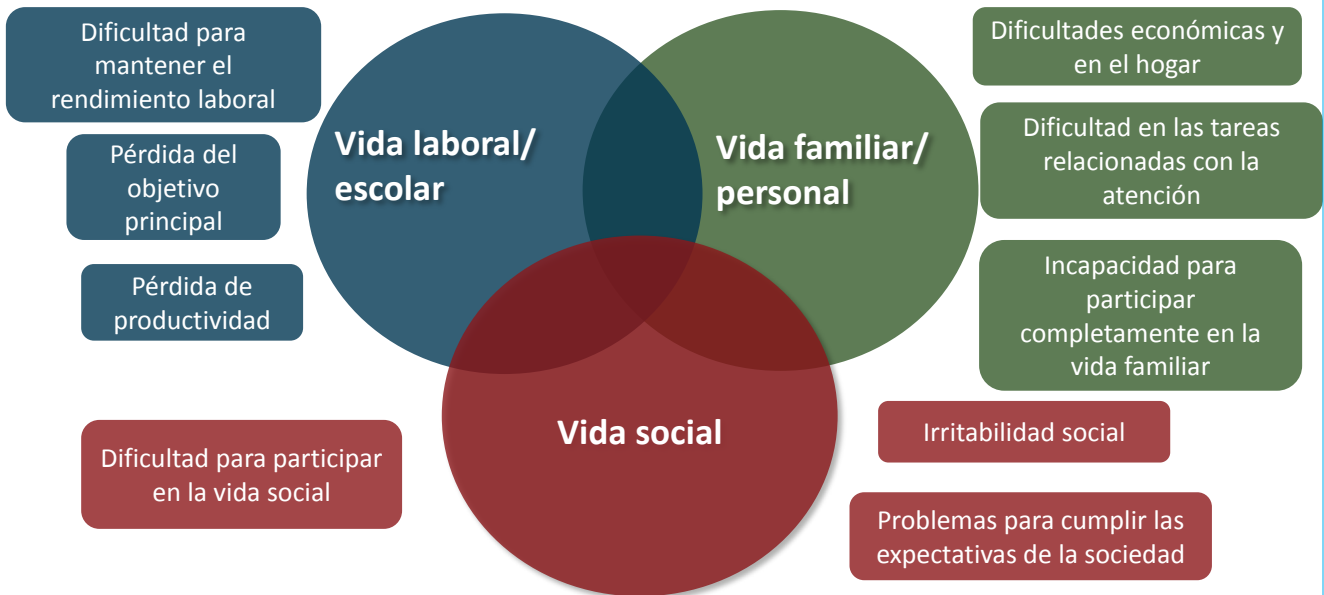 Dificultad para
mantener el
rendimiento laboral
Pérdida del
objetivo
principal
Pérdida de
productividad
Vida laboral/
escolar
Vida familiar/
personal
Dificultades económicas y
en el hogar
Dificultad en las tareas
relacionadas con la
atención
Incapacidad para
participar
completamente en la
vida familiar
Vida social
Dificultad para participar
en la vida social
Irritabilidad social
Problemas para cumplir las
expectativas de la sociedad